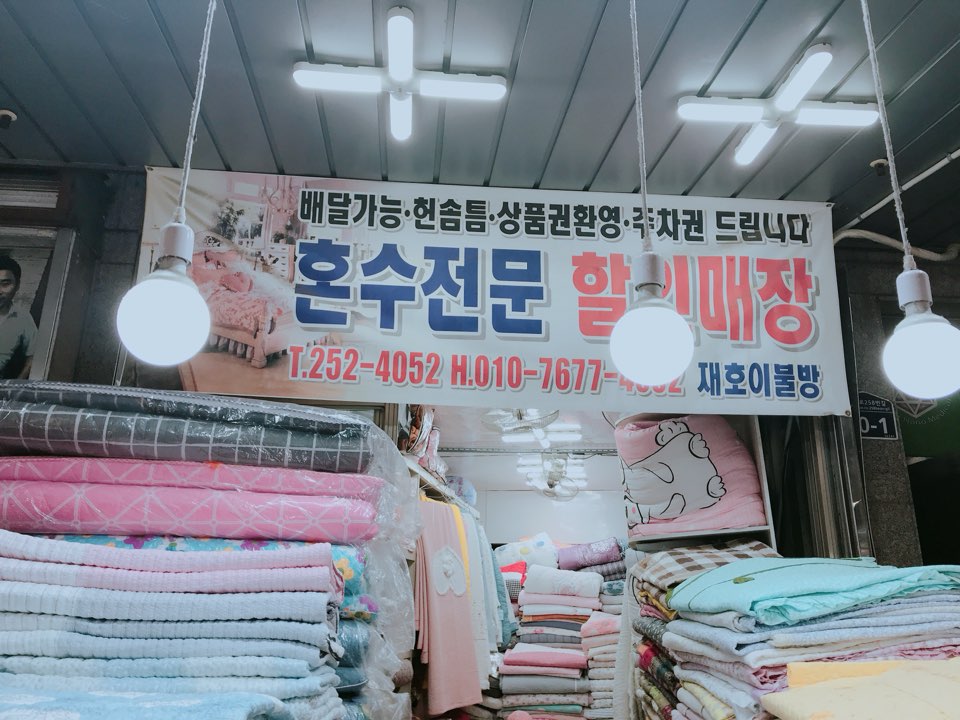 배달가능·헌솜틈·상품권환영·주차권 드립니다
혼수전문 할인매장
T.252-4052 H.010-7677- 재호이불방
0-1